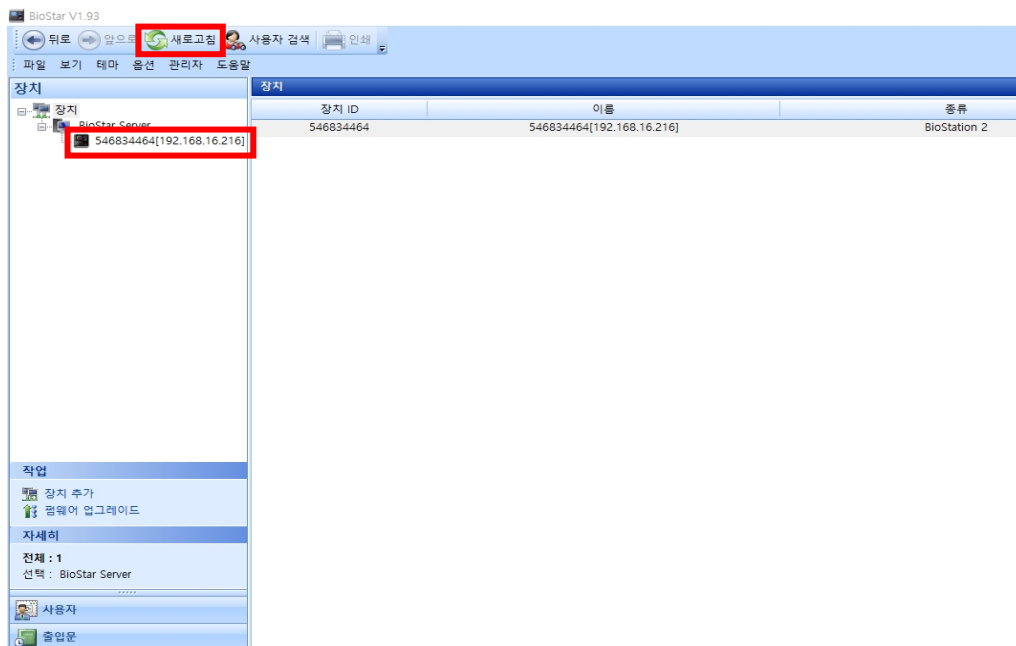 BioStar V1.93
뒤로 앞으로 새로고침 사용자 검색 인쇄
파일 보기 테마 옵션 관리자 도움말
장치
장치
BioStar Server
546834464[192.168.16.216]
작업
장치 추가
펌웨어 업그레이드
자세히
전체 : 1
선택 : BioStar Server
사용자
출입문
장치
장치 ID 이름 종류
546834464 546834464[192.168.16.216] BioStation 2